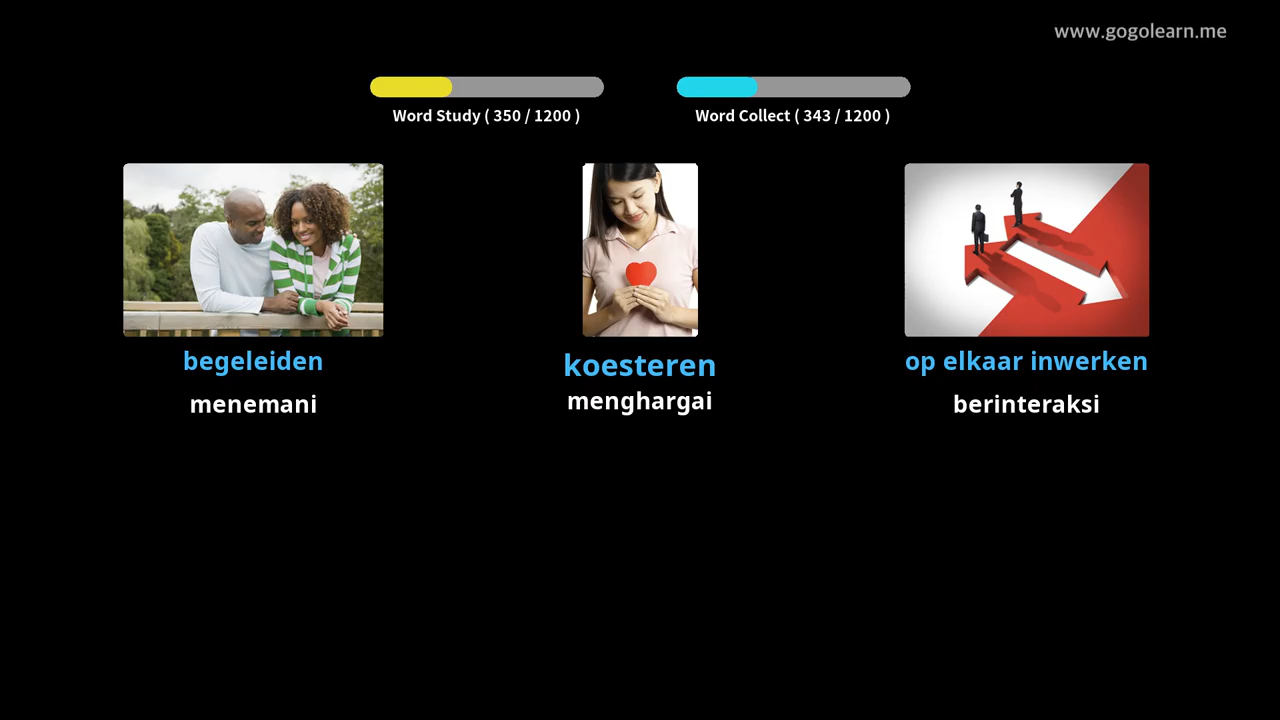 www.gogolearn.me
Word Study ( 350 / 1200 )
Word Collect ( 343 / 1200 )
begeleiden
koesteren
op elkaar inwerken
menemani
menghargai
berinteraksi